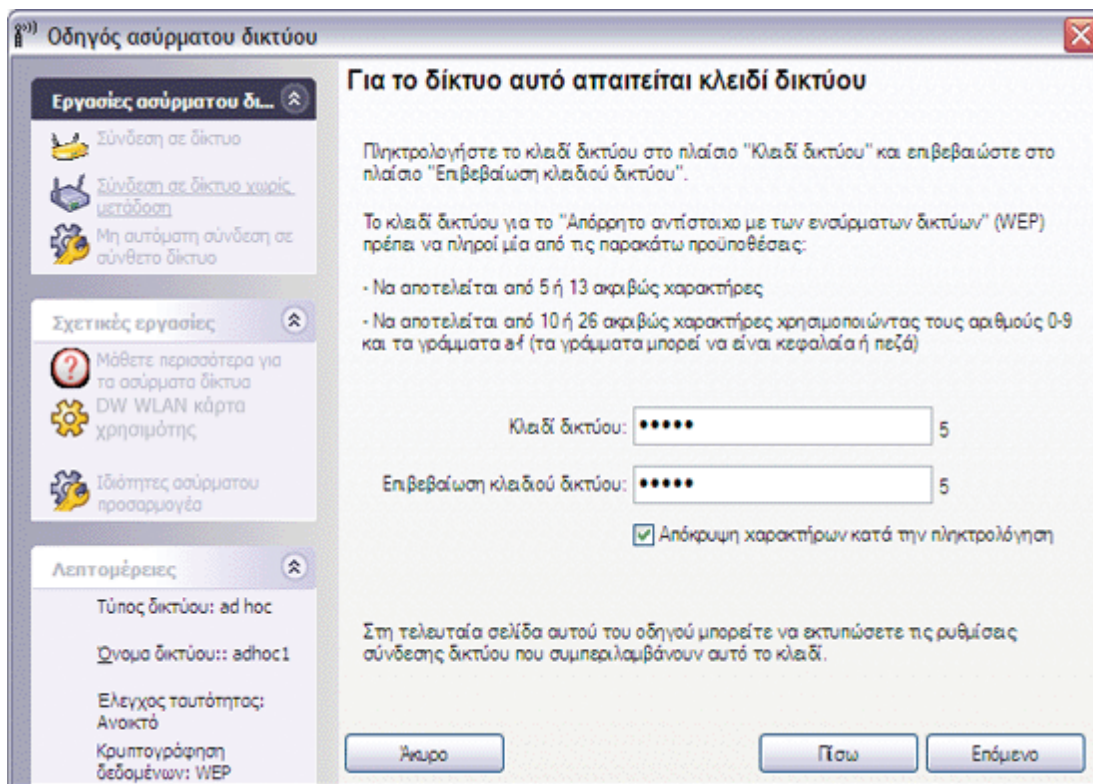 Οδηγός ασύρματου δικτύου
Εργασίες ασύρματου δι...
Σύνδεση σε δίκτυο
Σύνδεση σε δίκτυο χωρίς
μετάδοση
Μη αυτόματη σύνδεση σε
σύνθετο δίκτυο
Σχετικές εργασίες
Μάθετε περισσότερα για
τα ασύρματα δίκτυα
DW WLAN κάρτα
χρησιμότης
Ιδιότητες ασύρματου
προσαρμογέα
Λεπτομέρειες
Τύπος δικτύου: ad hoc
Όνομα δικτύου:: adhoc1
Έλεγχος ταυτότητας:
Ανοικτό
Κρυπτογράφηση
δεδομένων: WEP
Για το δίκτυο αυτό απαιτείται κλειδί δικτύου
Πληκτρολογήστε το κλειδί δικτύου στο πλαίσιο "Κλειδί δικτύου" και επιβεβαιώστε στο
πλαίσιο "Επιβεβαίωση κλειδιού δικτύου".
Το κλειδί δικτύου για το "Απόρρητο αντίστοιχο με των ενσύρματων δικτύων" (WEP)
πρέπει να πληροί μία από τις παρακάτω προϋποθέσεις:
- Να αποτελείται από 5 ή 13 ακριβώς χαρακτήρες
- Να αποτελείται από 10 ή 26 ακριβώς χαρακτήρες χρησιμοποιώντας τους αριθμούς 0-9
και τα γράμματα a-f (τα γράμματα μπορεί να είναι κεφαλαία ή πεζά)
Κλειδί δικτύου: ••••• 5
Επιβεβαίωση κλειδιού δικτύου: ••••• 5
Απόκρυψη χαρακτήρων κατά την πληκτρολόγηση
Στη τελευταία σελίδα αυτού του οδηγού μπορείτε να εκτυπώσετε τις ρυθμίσεις
σύνδεσης δικτύου που συμπεριλαμβάνουν αυτό το κλειδί.
Άκυρο Πίσω Επόμενο